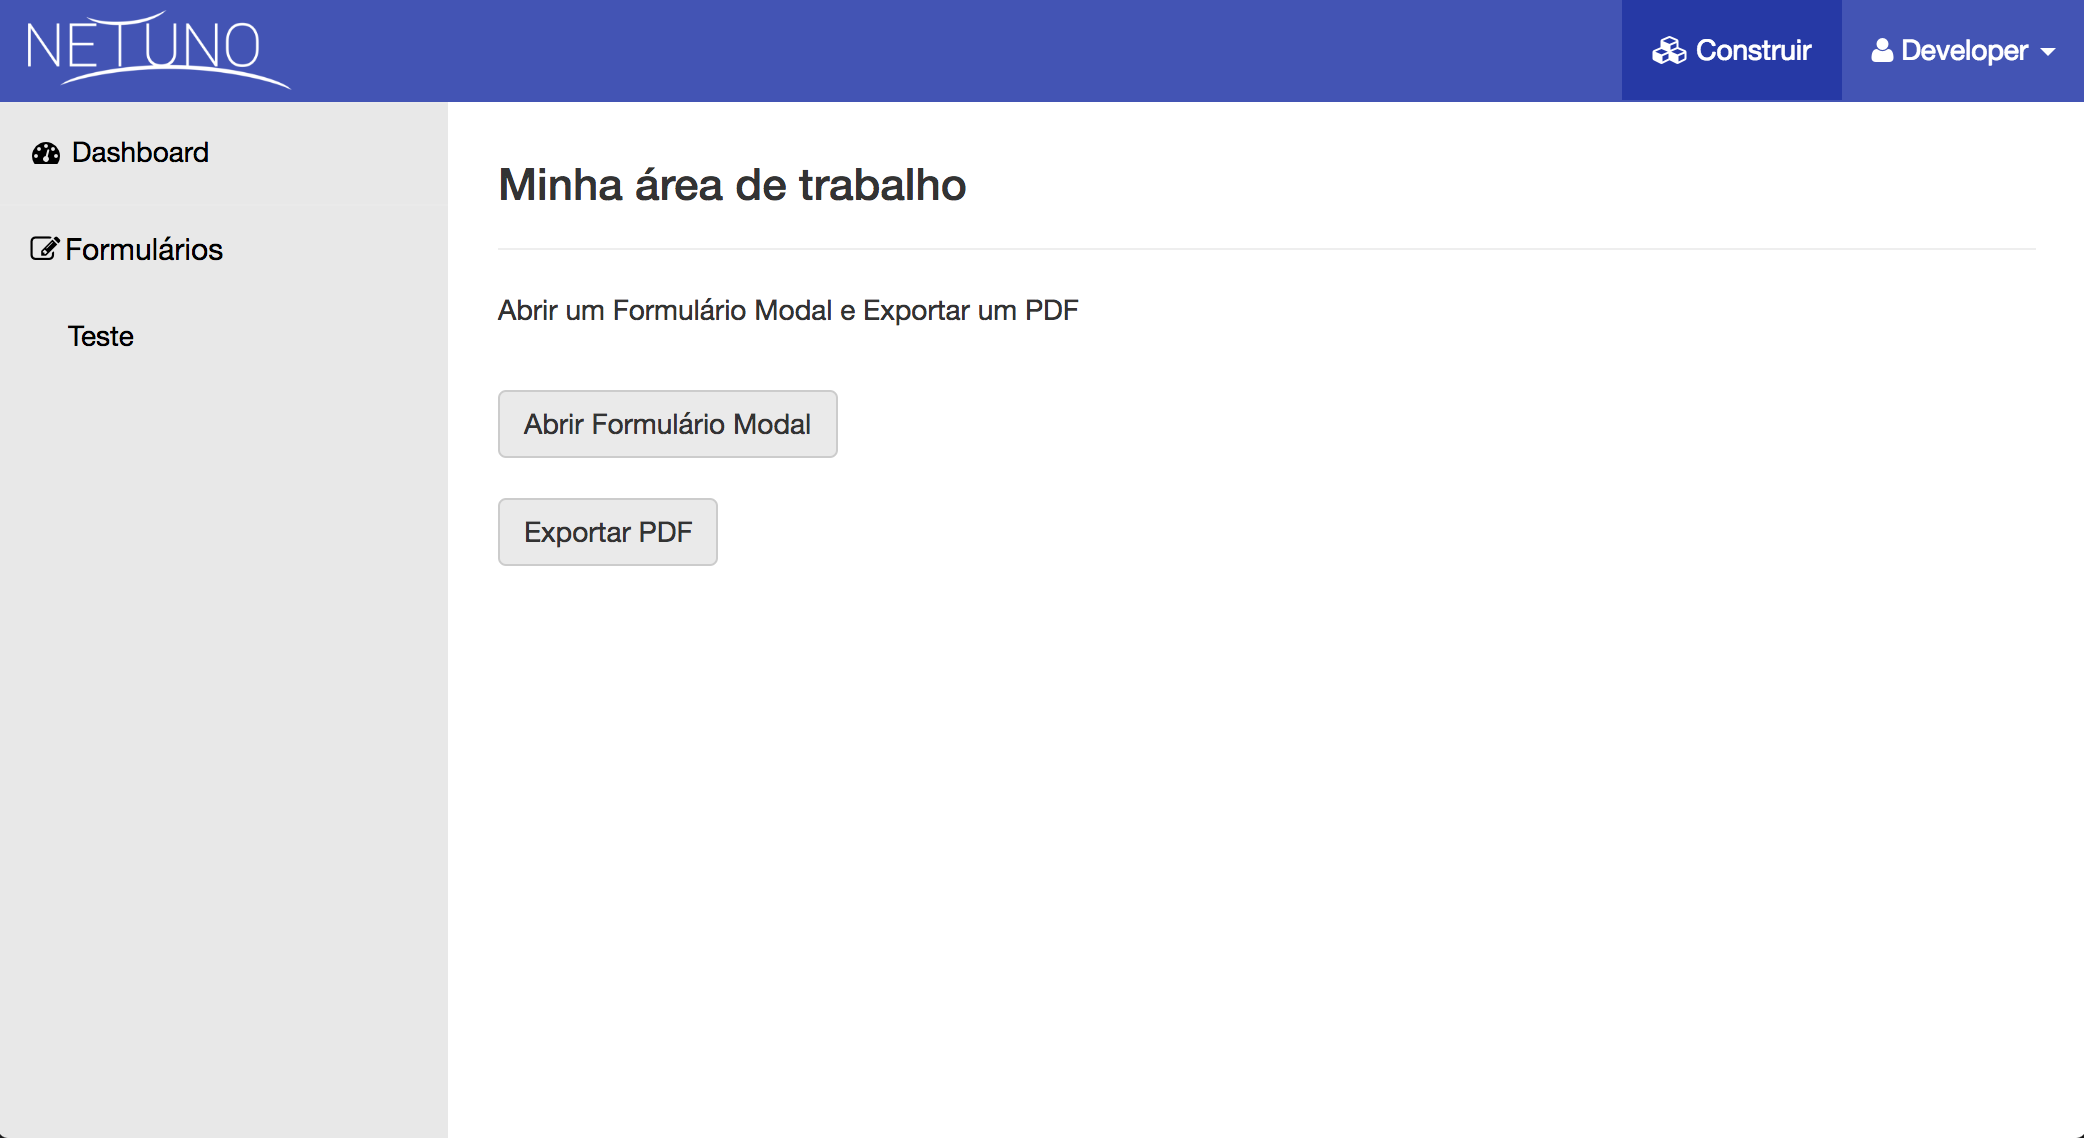 NETUNO
Construir
Developer
Dashboard
Formulários
Teste
Minha área de trabalho
Abrir um Formulário Modal e Exportar um PDF
Abrir Formulário Modal
Exportar PDF